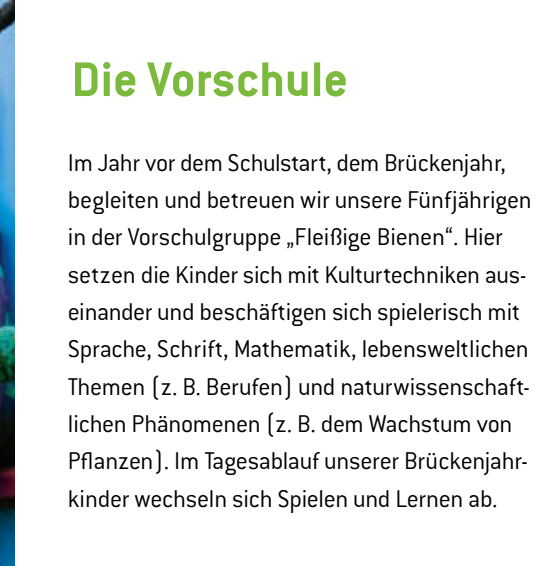 Die Vorschule
Im Jahr vor dem Schulstart, dem Brückenjahr,
begleiten und betreuen wir unsere Fünfjährigen
in der Vorschulgruppe „Fleißige Bienen“. Hier
setzen die Kinder sich mit Kulturtechniken aus-
einander und beschäftigen sich spielerisch mit
Sprache, Schrift, Mathematik, lebensweltlichen
Themen (z. B. Berufen) und naturwissenschaft-
lichen Phänomenen (z. B. dem Wachstum von
Pflanzen). Im Tagesablauf unserer Brückenjahr-
kinder wechseln sich Spielen und Lernen ab.